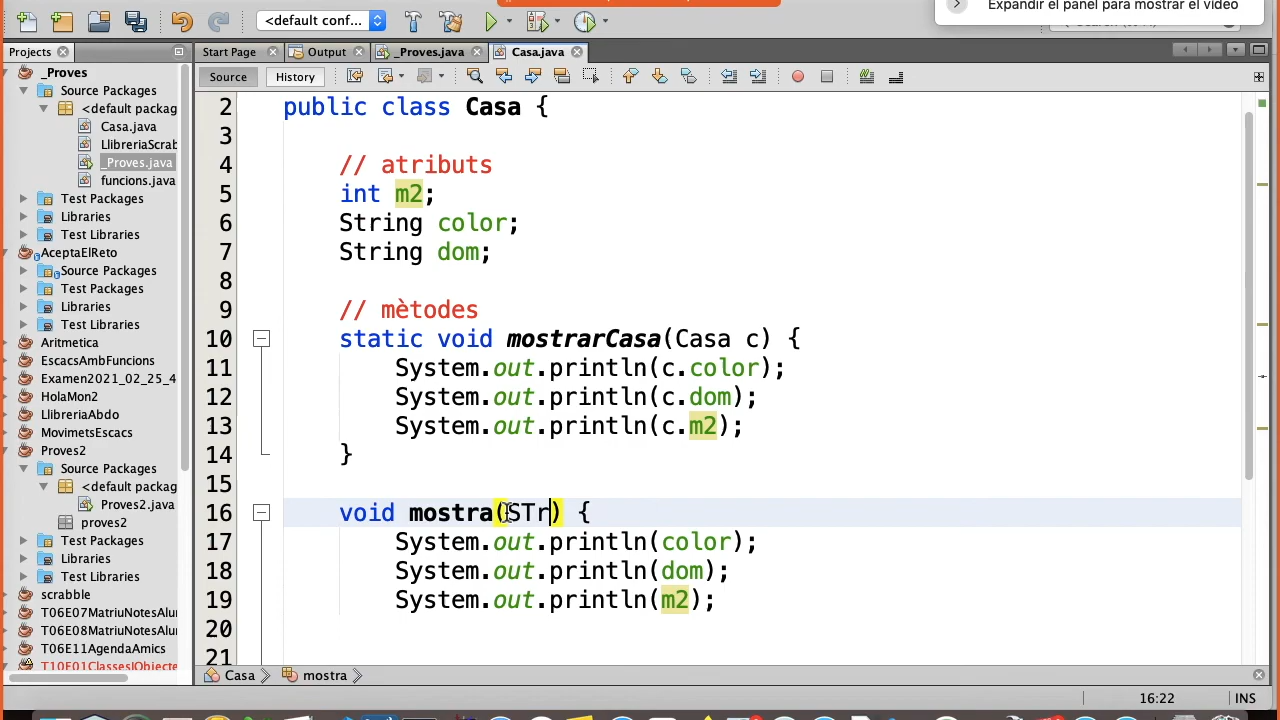 <default conf...
Expandir el panel para mostrar el vídeo
Projects
Start Page
Output
_Proves.java
Casa.java
Source
History
_Proves
Source Packages
<default packag
Casa.java
LlibreriaScrab
_Proves.java
funcions.java
Test Packages
Libraries
Test Libraries
AceptaElReto
Source Packages
Test Packages
Libraries
Test Libraries
Aritmetica
EscacsAmbFuncions
Examen2021_02_25_4
HolaMon2
LlibreriaAbdo
MovimetsEscacs
Proves2
Source Packages
<default packag
Proves2.java
proves2
Test Packages
Libraries
Test Libraries
scrabble
T06E07MatriuNotesAlu
T06E08MatriuNotesAlu
T06E11AgendaAmics
T10E01ClassesIObjecte
2 public class Casa {
3
4 // atributs
5 int m2;
6 String color;
7 String dom;
8
9 // mètodes
10 static void mostrarCasa(Casa c) {
11 System.out.println(c.color);
12 System.out.println(c.dom);
13 System.out.println(c.m2);
14 }
15
16 void mostra(STr) {
17 System.out.println(color);
18 System.out.println(dom);
19 System.out.println(m2);
20
21
Casa
mostra
16:22
INS